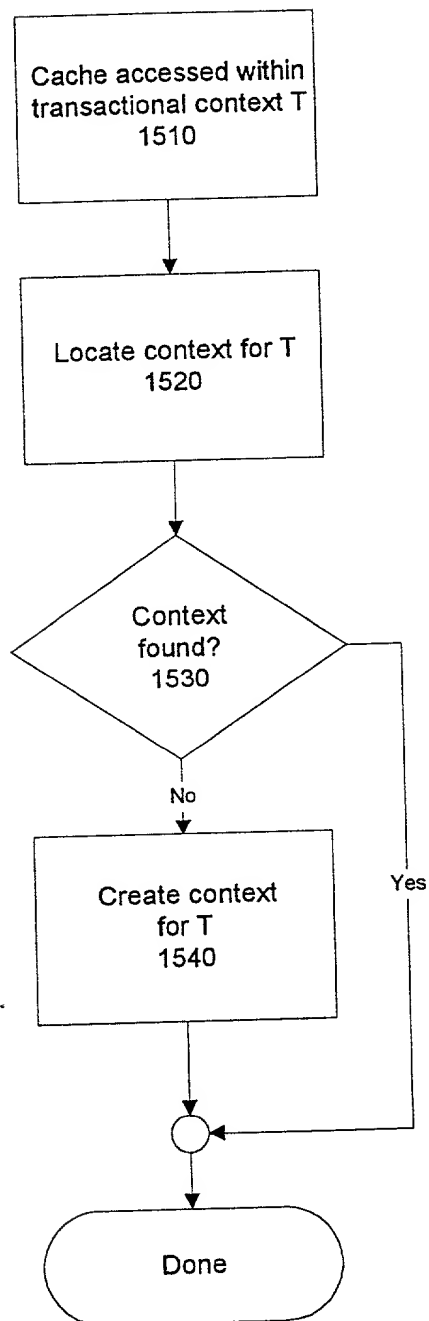 Cache accessed within
transactional context T
1510
Locate context for T
1520
Context
found?
1530
No
Yes
Create context
for T
1540
Done